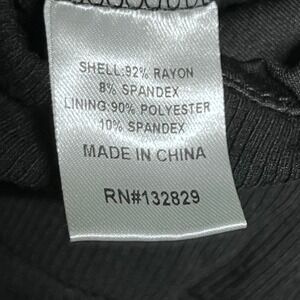 SHELL:92% RAYON
8% SPANDEX
LINING:90% POLYESTER
10% SPANDEX
MADE IN CHINA
RN#132829